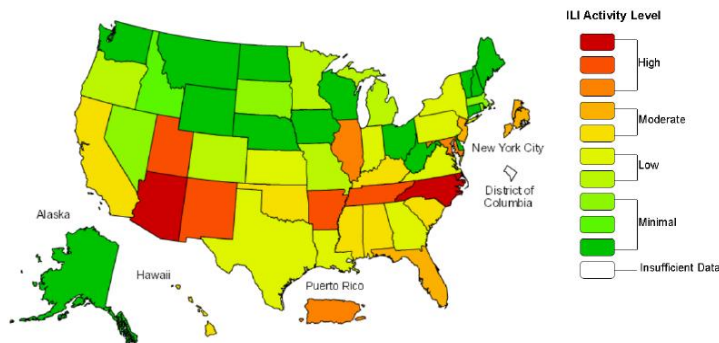 ILI Activity Level
High
Moderate
Low
Minimal
Insufficient Data
New York City
District of
Columbia
Alaska
Hawaii
Puerto Rico